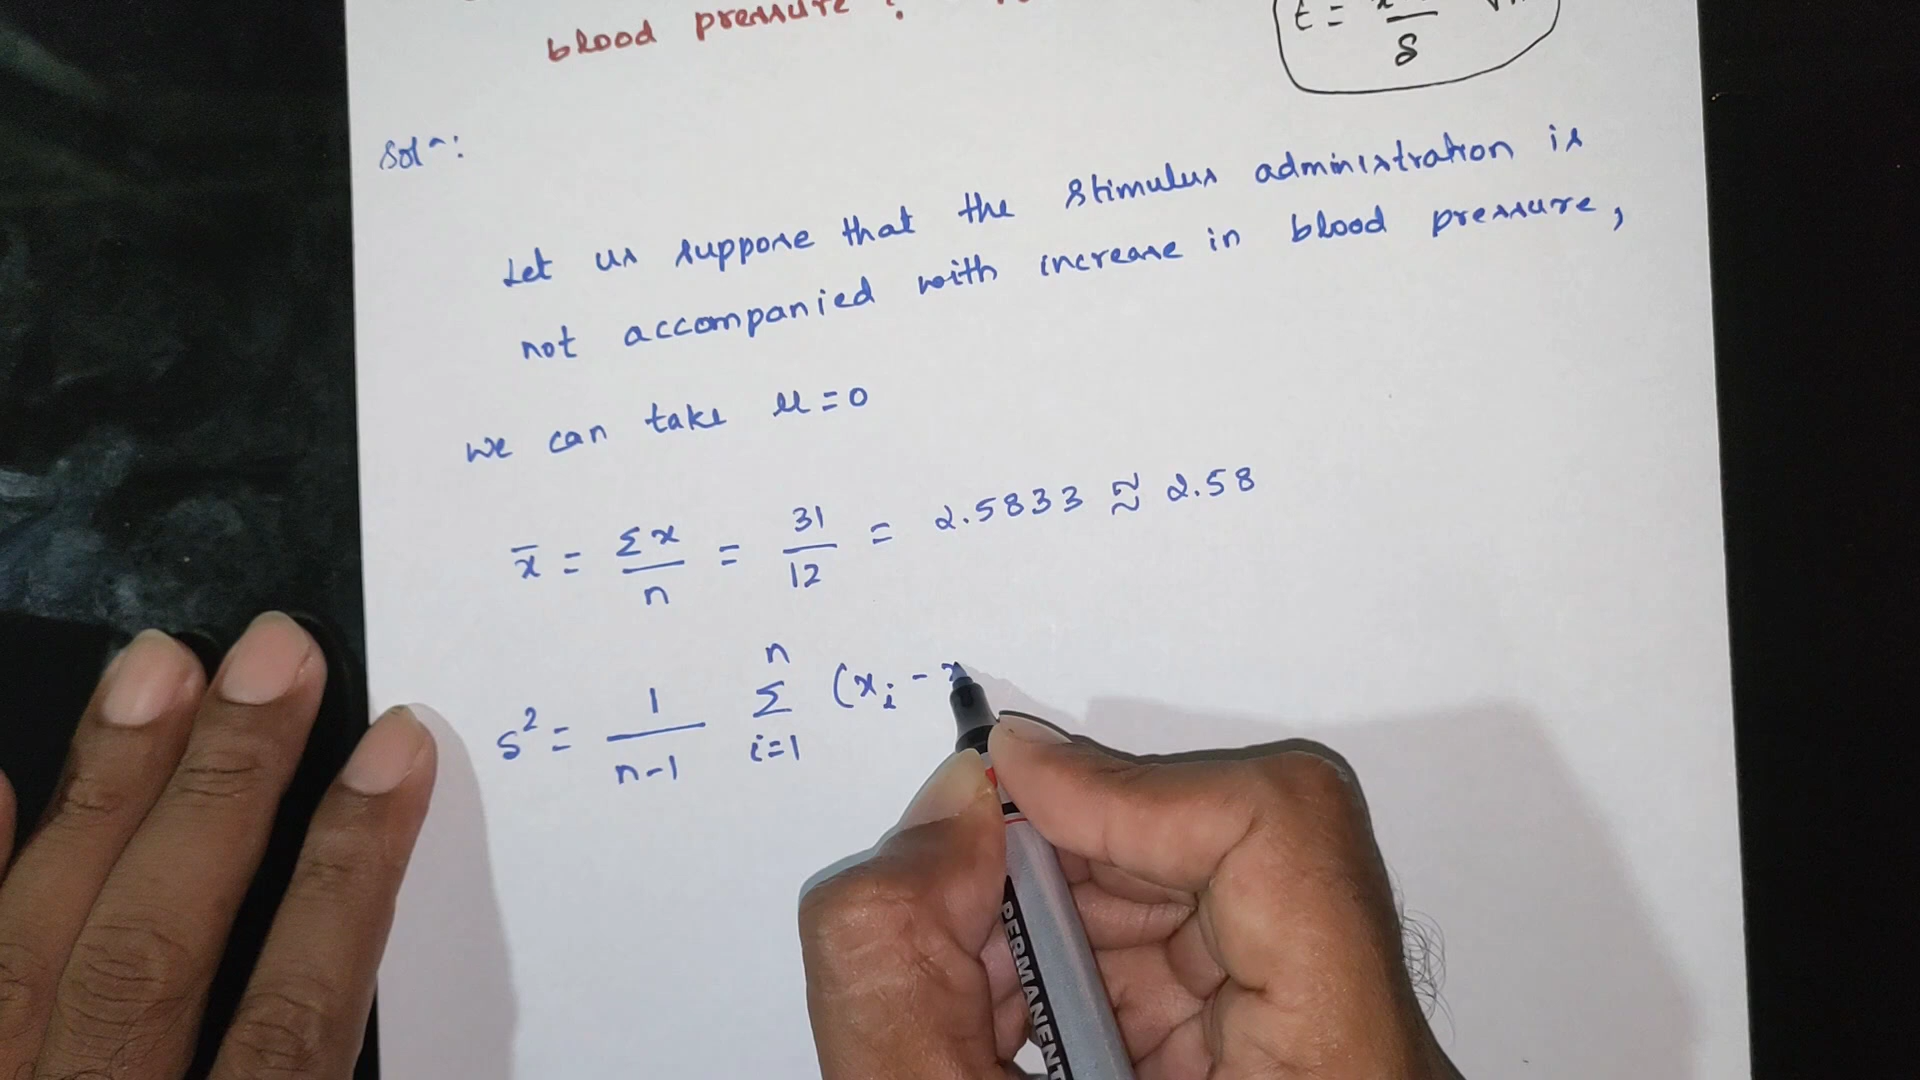 blood pressure ?
t =
s
Sol^n:
Let us suppose that the stimulus administration is
not accompanied with increase in blood pressure,
We can take μ=0
x̄ = Σx/n = 31/12 = 2.5833 ≈ 2.58
s² = 1/(n-1) Σ_{i=1}^{n} (x_i - x
PERMANENT